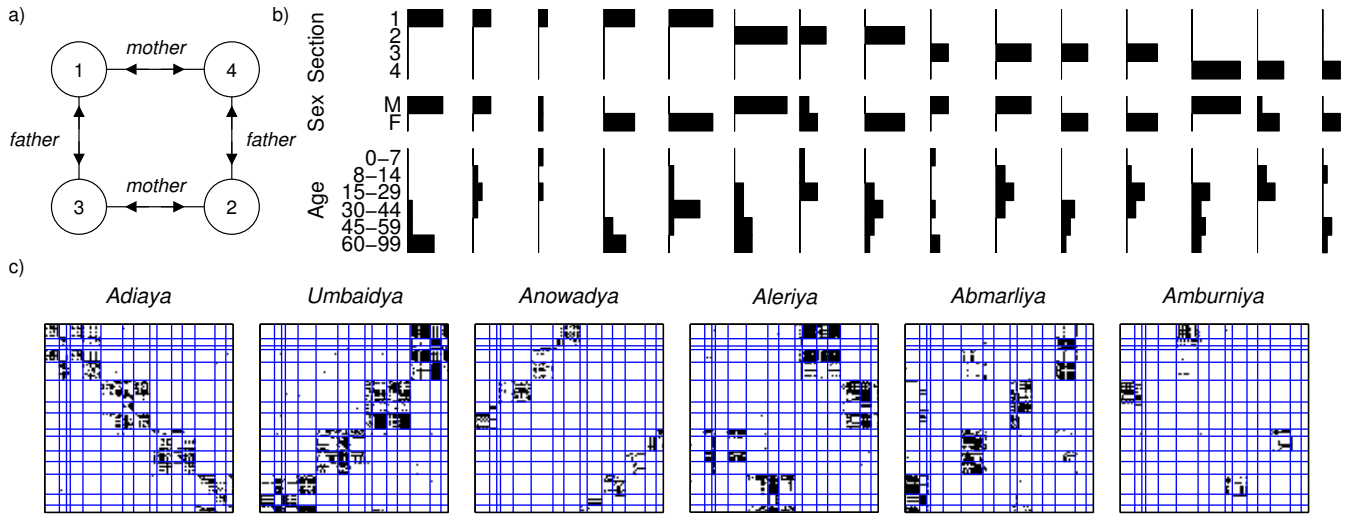 a)
mother
1
4
father
father
mother
3
2
b)
Section
1
2
3
4
Sex
M
F
Age
0−7
8−14
15−29
30−44
45−59
60−99
c)
Adiaya
Umbaidya
Anowadya
Aleriya
Abmarliya
Amburniya